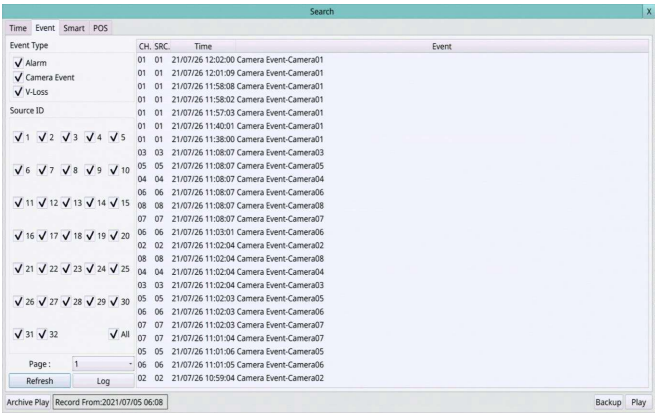 Search X
Time Event Smart POS
Event Type
Alarm
Camera Event
V-Loss
Source ID
1 2 3 4 5
6 7 8 9 10
11 12 13 14 15
16 17 18 19 20
21 22 23 24 25
26 27 28 29 30
31 32 All
Page : 1
Refresh Log
CH. SRC. Time Event
01 01 21/07/26 12:02:00 Camera Event-Camera01
01 01 21/07/26 12:01:09 Camera Event-Camera01
01 01 21/07/26 11:58:08 Camera Event-Camera01
01 01 21/07/26 11:58:02 Camera Event-Camera01
01 01 21/07/26 11:57:03 Camera Event-Camera01
01 01 21/07/26 11:40:01 Camera Event-Camera01
01 01 21/07/26 11:38:00 Camera Event-Camera01
03 03 21/07/26 11:08:07 Camera Event-Camera03
05 05 21/07/26 11:08:07 Camera Event-Camera05
04 04 21/07/26 11:08:07 Camera Event-Camera04
06 06 21/07/26 11:08:07 Camera Event-Camera06
08 08 21/07/26 11:08:07 Camera Event-Camera08
07 07 21/07/26 11:08:07 Camera Event-Camera07
06 06 21/07/26 11:03:01 Camera Event-Camera06
02 02 21/07/26 11:02:04 Camera Event-Camera02
08 08 21/07/26 11:02:04 Camera Event-Camera08
04 04 21/07/26 11:02:04 Camera Event-Camera04
03 03 21/07/26 11:02:04 Camera Event-Camera03
05 05 21/07/26 11:02:03 Camera Event-Camera05
06 06 21/07/26 11:02:03 Camera Event-Camera06
07 07 21/07/26 11:02:03 Camera Event-Camera07
07 07 21/07/26 11:01:04 Camera Event-Camera07
05 05 21/07/26 11:01:06 Camera Event-Camera05
06 06 21/07/26 11:01:05 Camera Event-Camera06
02 02 21/07/26 10:59:04 Camera Event-Camera02
Archive Play Record From:2021/07/05 06:08 Backup Play